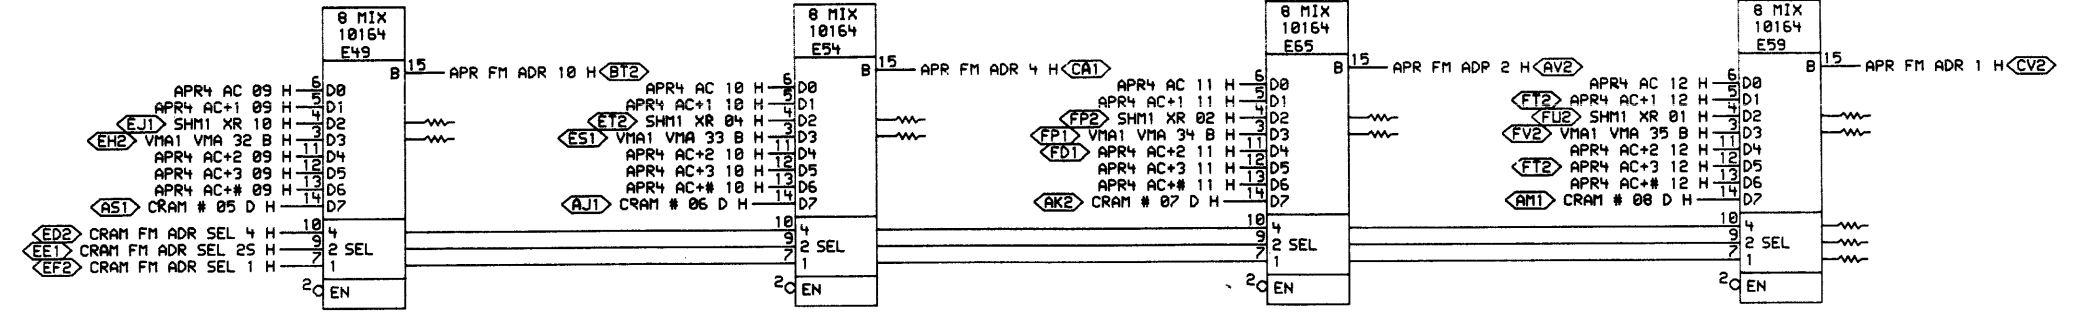 8 MIX
10164
E49
B 15 APR FM ADR 10 H BT2
APR4 AC 09 H 6 D0
APR4 AC+1 09 H 5 D1
EJ1 SHM1 XR 10 H 4 D2
EH2 VMA1 VMA 32 B H 3 D3
APR4 AC+2 09 H 11 D4
APR4 AC+3 09 H 12 D5
APR4 AC+# 09 H 13 D6
AS1 CRAM # 05 D H 14 D7
ED2 CRAM FM ADR SEL 4 H 10 4
EE1 CRAM FM ADR SEL 2S H 9 2 SEL
EF2 CRAM FM ADR SEL 1 H 7 1
2 EN
8 MIX
10164
E54
B 15 APR FM ADR 4 H CA1
APR4 AC 10 H 6 D0
APR4 AC+1 10 H 5 D1
ET2 SHM1 XR 04 H 4 D2
ES1 VMA1 VMA 33 B H 3 D3
APR4 AC+2 10 H 11 D4
APR4 AC+3 10 H 12 D5
APR4 AC+# 10 H 13 D6
AJ1 CRAM # 06 D H 14 D7
10 4
9 2 SEL
7 1
2 EN
8 MIX
10164
E65
B 15 APR FM ADR 2 H AV2
APR4 AC 11 H 6 D0
APR4 AC+1 11 H 5 D1
FP2 SHM1 XR 02 H 4 D2
FP1 VMA1 VMA 34 B H 3 D3
FD1 APR4 AC+2 11 H 11 D4
APR4 AC+3 11 H 12 D5
APR4 AC+# 11 H 13 D6
AK2 CRAM # 07 D H 14 D7
10 4
9 2 SEL
7 1
2 EN
8 MIX
10164
E59
B 15 APR FM ADR 1 H CV2
APR4 AC 12 H 6 D0
FT2 APR4 AC+1 12 H 5 D1
FU2 SHM1 XR 01 H 4 D2
FV2 VMA1 VMA 35 B H 3 D3
APR4 AC+2 12 H 11 D4
FT2 APR4 AC+3 12 H 12 D5
APR4 AC+# 12 H 13 D6
AM1 CRAM # 08 D H 14 D7
10 4
9 2 SEL
7 1
2 EN